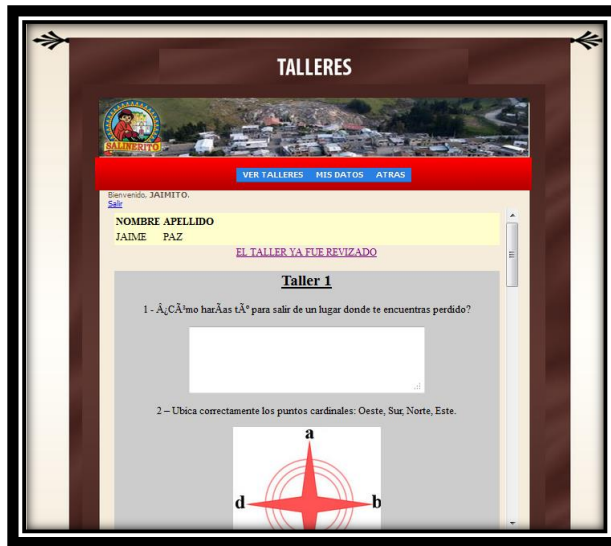 TALLERES
SALINERITO
VER TALLERES MIS DATOS ATRAS
Bienvenido, JAIMITO.
Salir
NOMBRE APELLIDO
JAIME PAZ
EL TALLER YA FUE REVIZADO
Taller 1
1 - Â¿CÃ³mo harÃ­as tÃº para salir de un lugar donde te encuentras perdido?
2 – Ubica correctamente los puntos cardinales: Oeste, Sur, Norte, Este.
a
d b